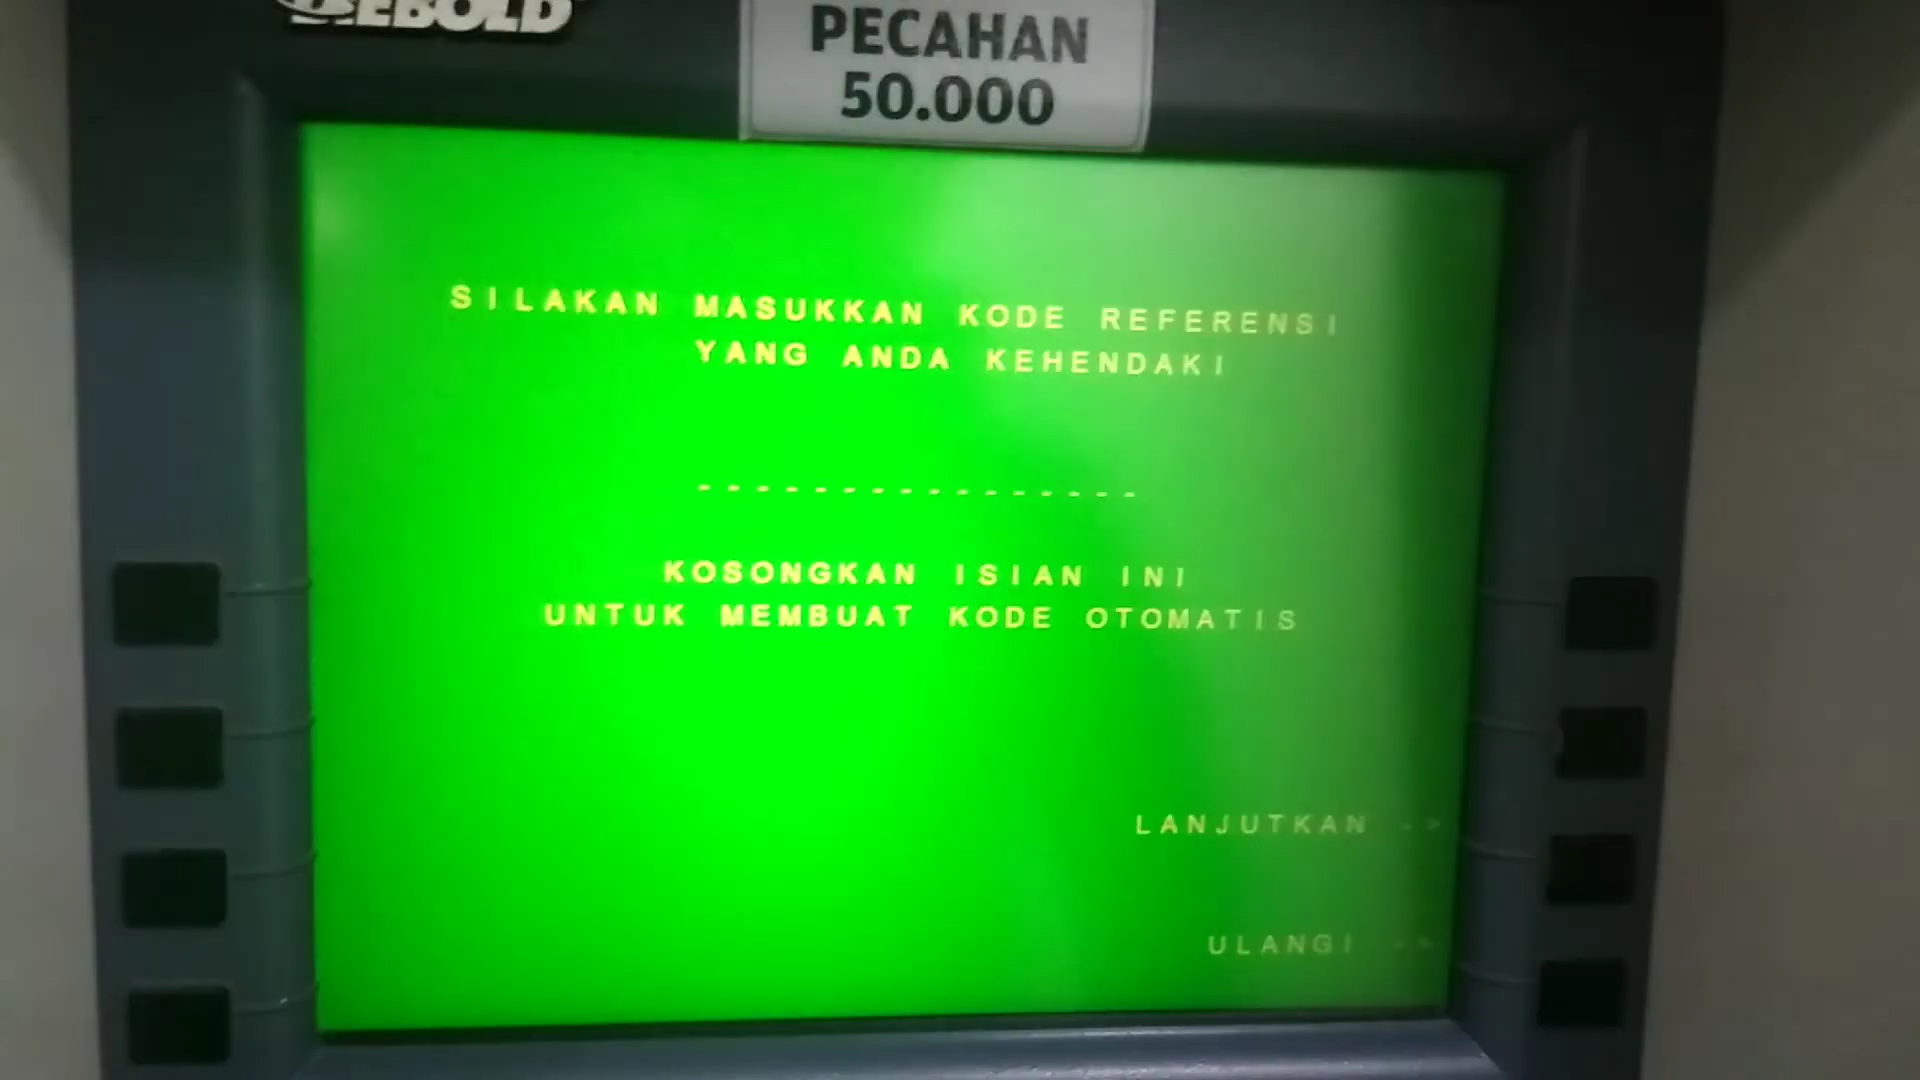 DIEBOLD
PECAHAN
50.000
SILAKAN MASUKKAN KODE REFERENSI
YANG ANDA KEHENDAKI
- - - - - - - - - - - - - - - -
KOSONGKAN ISIAN INI
UNTUK MEMBUAT KODE OTOMATIS
LANJUTKAN ->
ULANGI ->